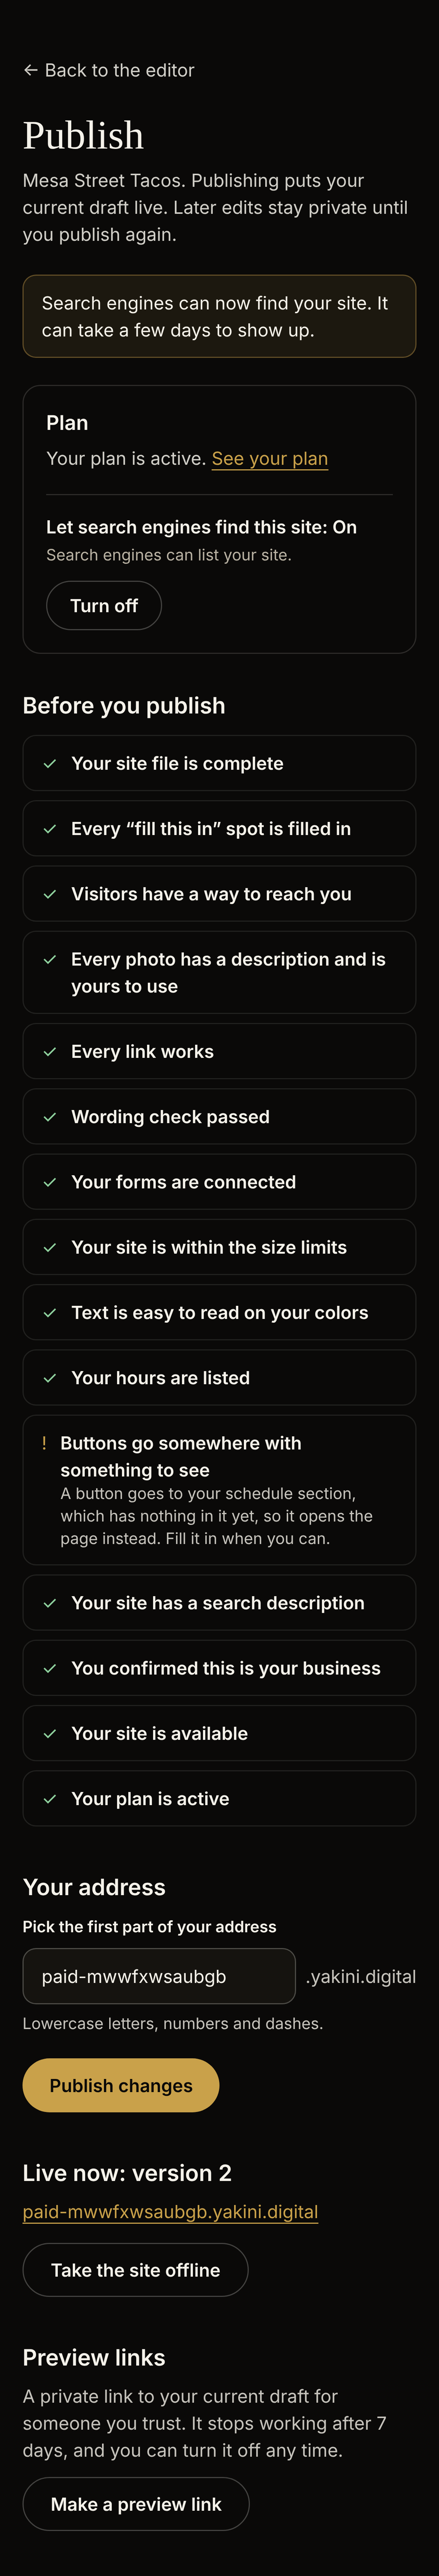 ← Back to the editor
Publish
Mesa Street Tacos. Publishing puts your
current draft live. Later edits stay private until
you publish again.
Search engines can now find your site. It
can take a few days to show up.
Plan
Your plan is active. See your plan
Let search engines find this site: On
Search engines can list your site.
Turn off
Before you publish
✓ Your site file is complete
✓ Every “fill this in” spot is filled in
✓ Visitors have a way to reach you
✓ Every photo has a description and is
yours to use
✓ Every link works
✓ Wording check passed
✓ Your forms are connected
✓ Your site is within the size limits
✓ Text is easy to read on your colors
✓ Your hours are listed
! Buttons go somewhere with
something to see
A button goes to your schedule section,
which has nothing in it yet, so it opens the
page instead. Fill it in when you can.
✓ Your site has a search description
✓ You confirmed this is your business
✓ Your site is available
✓ Your plan is active
Your address
Pick the first part of your address
paid-mwwfxwsaubgb .yakini.digital
Lowercase letters, numbers and dashes.
Publish changes
Live now: version 2
paid-mwwfxwsaubgb.yakini.digital
Take the site offline
Preview links
A private link to your current draft for
someone you trust. It stops working after 7
days, and you can turn it off any time.
Make a preview link